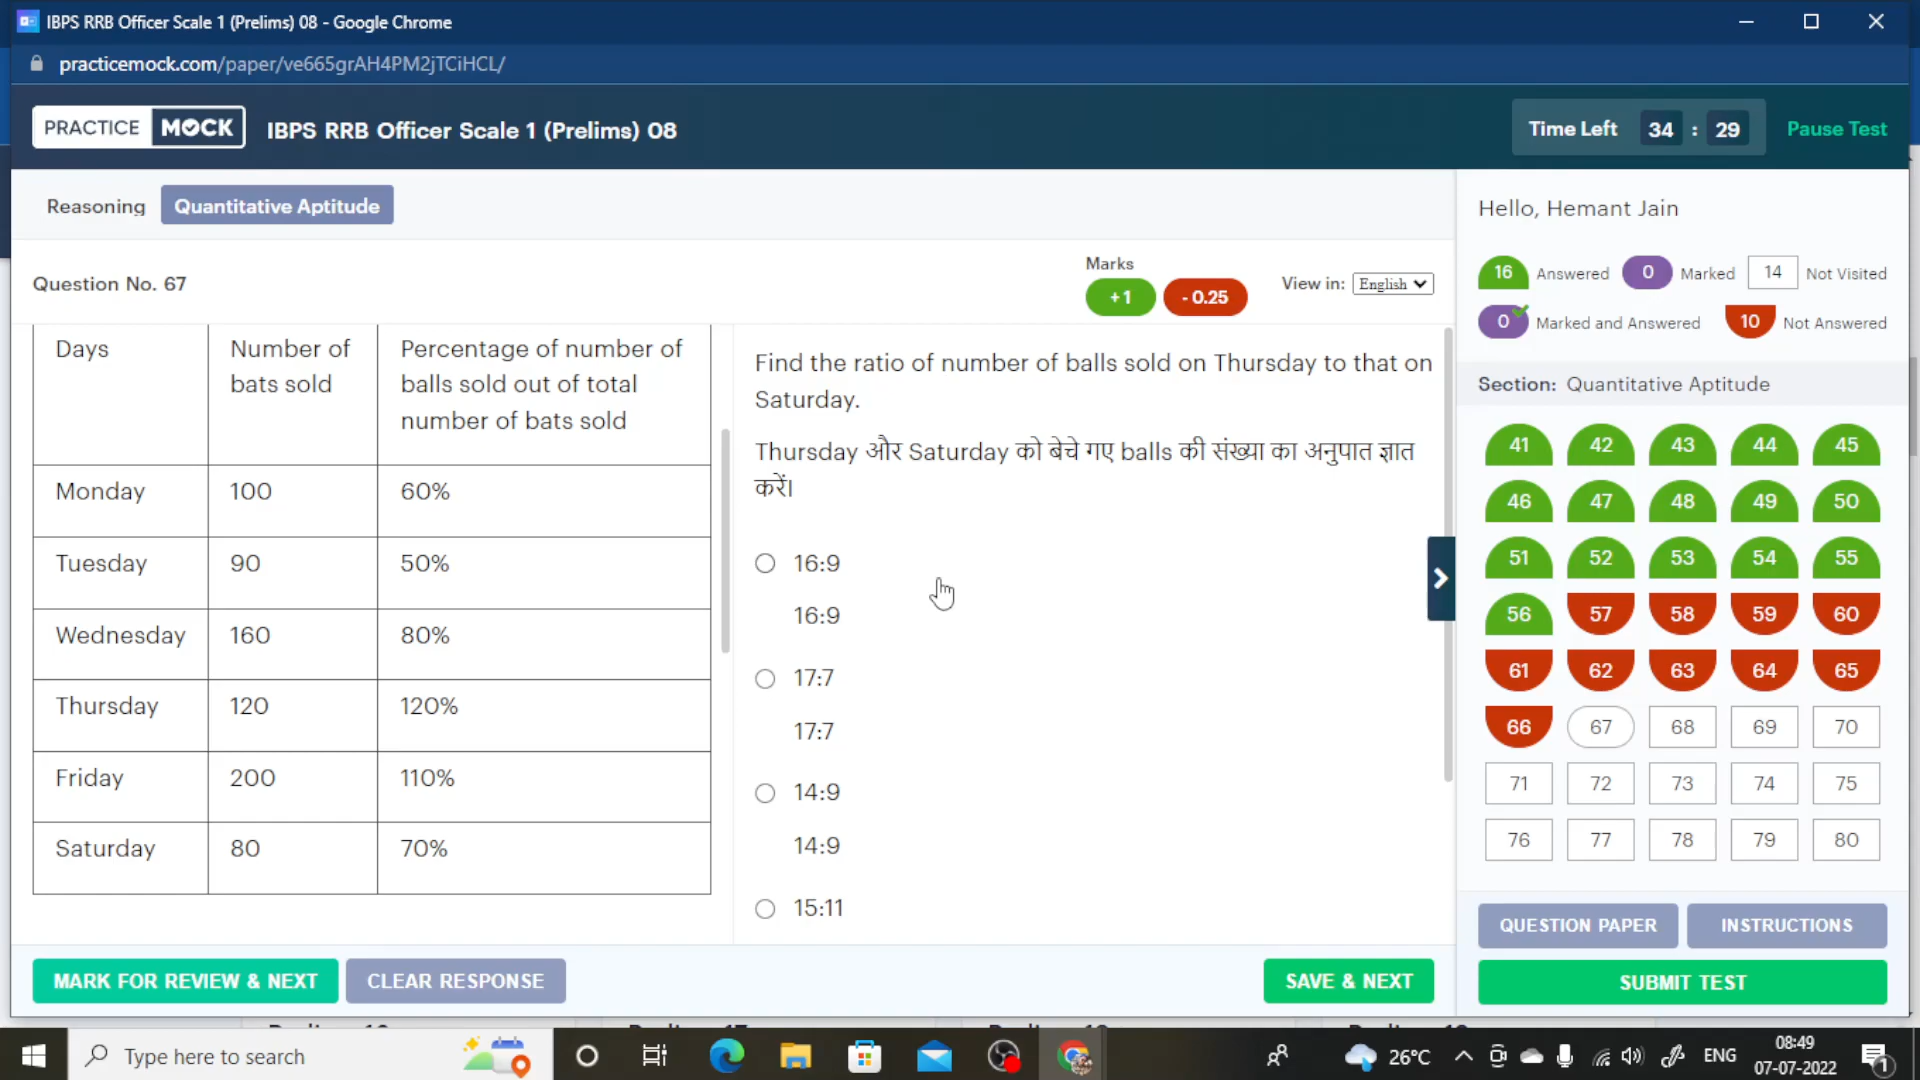 IBPS RRB Officer Scale 1 (Prelims) 08 - Google Chrome
practicemock.com/paper/ve665grAH4PM2jTCiHCL/
PRACTICE MOCK IBPS RRB Officer Scale 1 (Prelims) 08
Time Left 34 : 29 Pause Test
Reasoning Quantitative Aptitude
Hello, Hemant Jain
Question No. 67
Marks
+ 1 - 0.25
View in: English
16 Answered 0 Marked 14 Not Visited
0 Marked and Answered 10 Not Answered
Section: Quantitative Aptitude
Days Number of bats sold Percentage of number of balls sold out of total number of bats sold
Monday 100 60%
Tuesday 90 50%
Wednesday 160 80%
Thursday 120 120%
Friday 200 110%
Saturday 80 70%
Find the ratio of number of balls sold on Thursday to that on
Saturday.
Thursday और Saturday को बेचे गए balls की संख्या का अनुपात ज्ञात
करें।
16:9
16:9
17:7
17:7
14:9
14:9
15:11
41 42 43 44 45
46 47 48 49 50
51 52 53 54 55
56 57 58 59 60
61 62 63 64 65
66 67 68 69 70
71 72 73 74 75
76 77 78 79 80
QUESTION PAPER INSTRUCTIONS
MARK FOR REVIEW & NEXT CLEAR RESPONSE SAVE & NEXT SUBMIT TEST
Type here to search
26°C ENG
08:49
07-07-2022
1